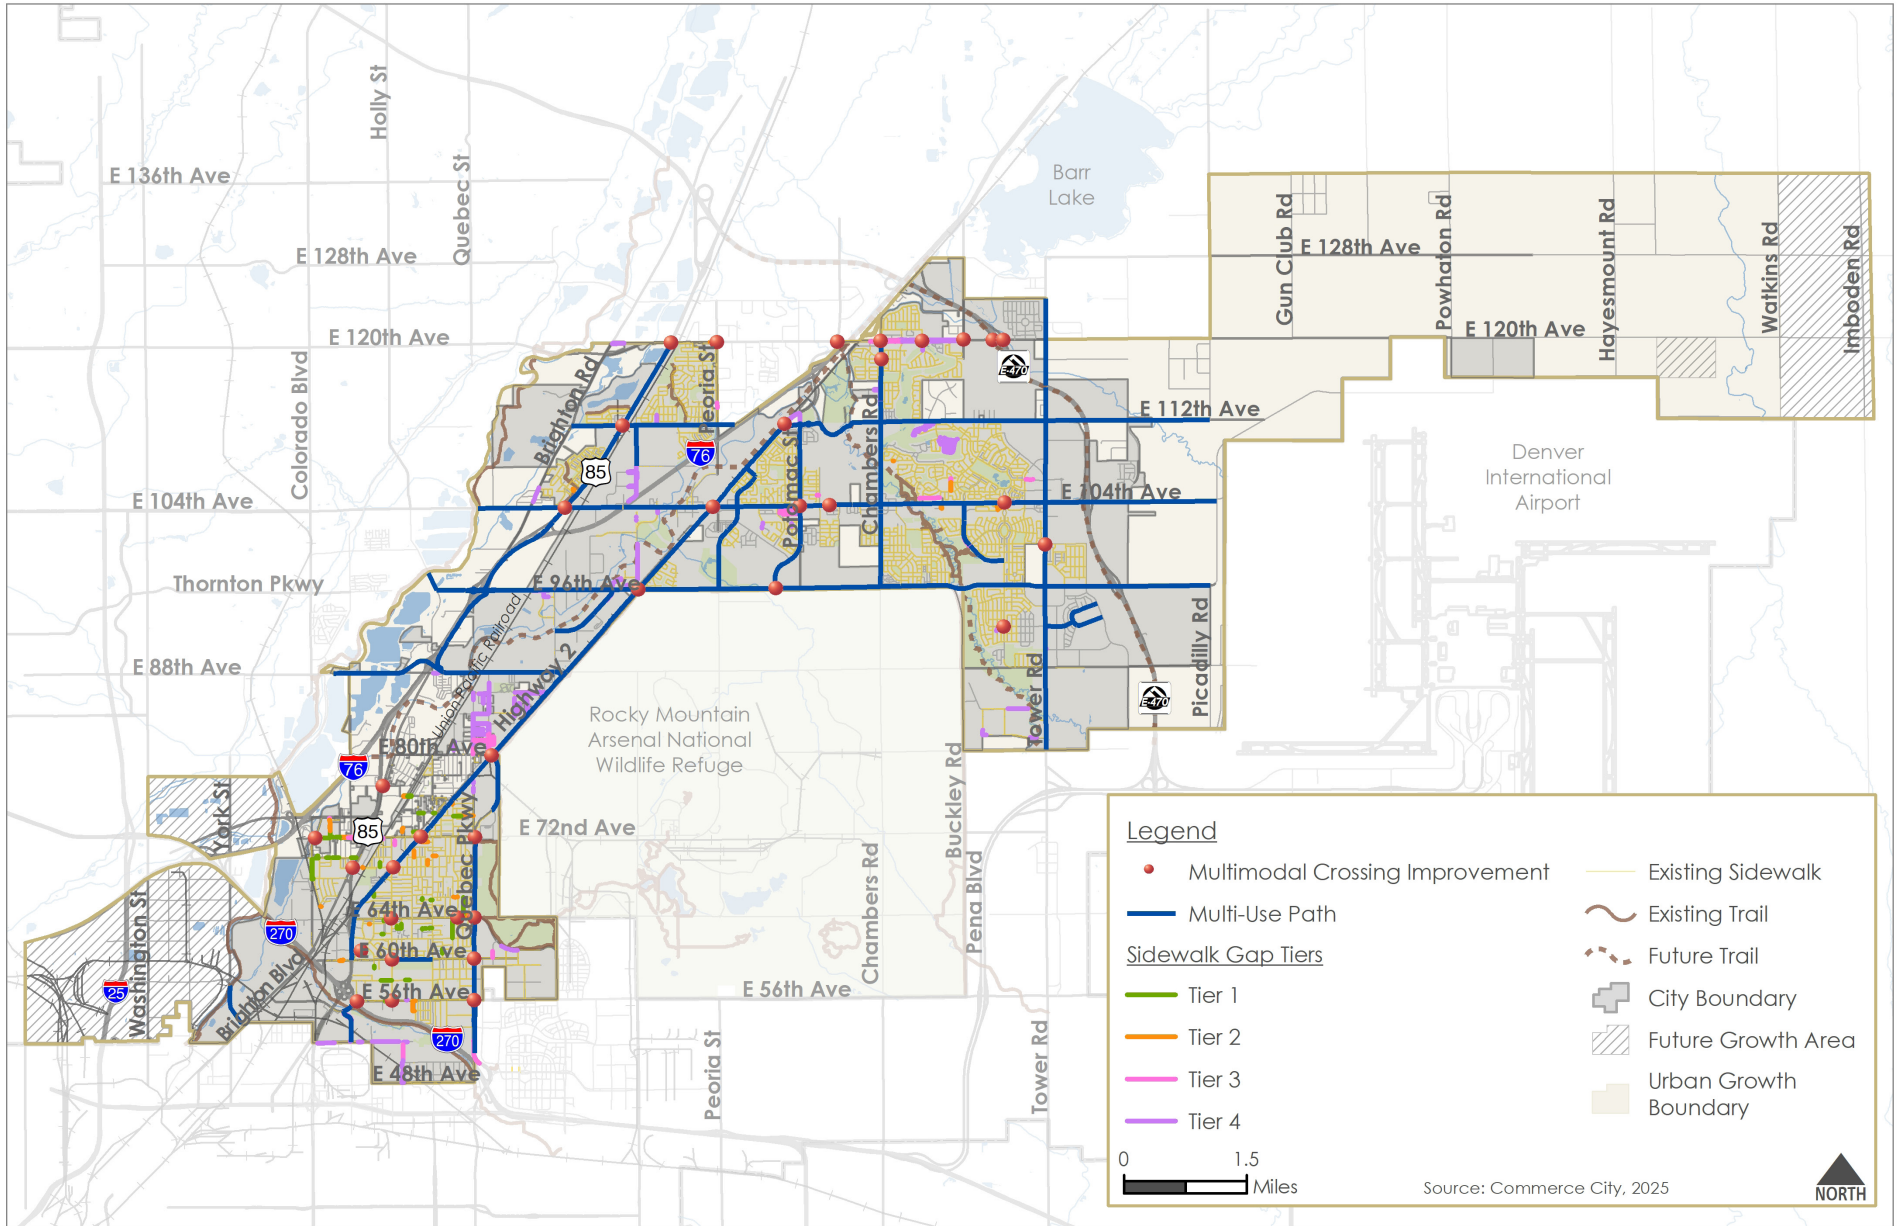 Holly St
Quebec St
E 136th Ave
E 128th Ave
Barr
Lake
Gun Club Rd
E 128th Ave
Powhaton Rd
Hayesmount Rd
Watkins Rd
Imboden Rd
E 120th Ave
E 120th Ave
Colorado Blvd
Brighton Rd
Peoria St
E-470
E 112th Ave
Chambers Rd
Potomac St
76
85
E 104th Ave
E 104th Ave
Denver
International
Airport
Thornton Pkwy
E 96th Ave
Union Pacific Railroad
E 88th Ave
Highway 2
Tower Rd
Picadilly Rd
E-470
Rocky Mountain
Arsenal National
Wildlife Refuge
E 80th Ave
76
Buckley Rd
York St
85
Quebec Pkwy
E 72nd Ave
Chambers Rd
Pena Blvd
Washington St
E 64th Ave
270
E 60th Ave
Brighton Blvd
25
E 56th Ave
E 56th Ave
270
E 48th Ave
Peoria St
Tower Rd
Legend
Multimodal Crossing Improvement
Multi-Use Path
Sidewalk Gap Tiers
Tier 1
Tier 2
Tier 3
Tier 4
Existing Sidewalk
Existing Trail
Future Trail
City Boundary
Future Growth Area
Urban Growth
Boundary
0 1.5
Miles
Source: Commerce City, 2025
NORTH